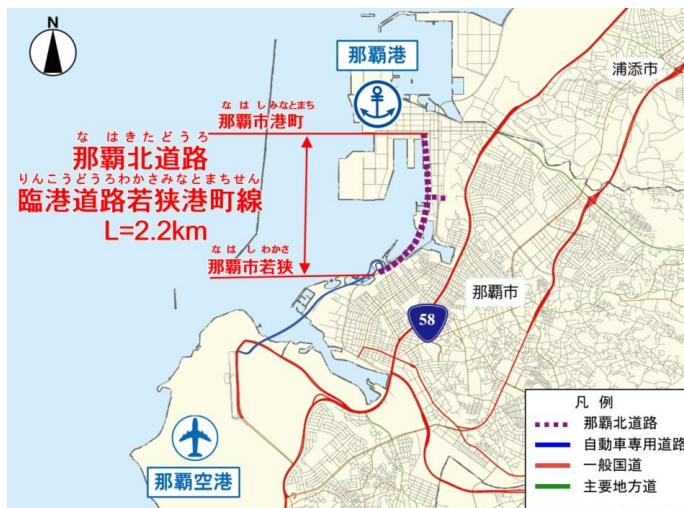 N
那覇港
浦添市
なはしみなとまち
那覇市港町
なはきたどうろ
那覇北道路
りんこうどうろわかさみなとまちせん
臨港道路若狭港町線
L=2.2km
なはしわかさ
那覇市若狭
那覇市
58
那覇空港
凡 例
那覇北道路
自動車専用道路
一般国道
主要地方道